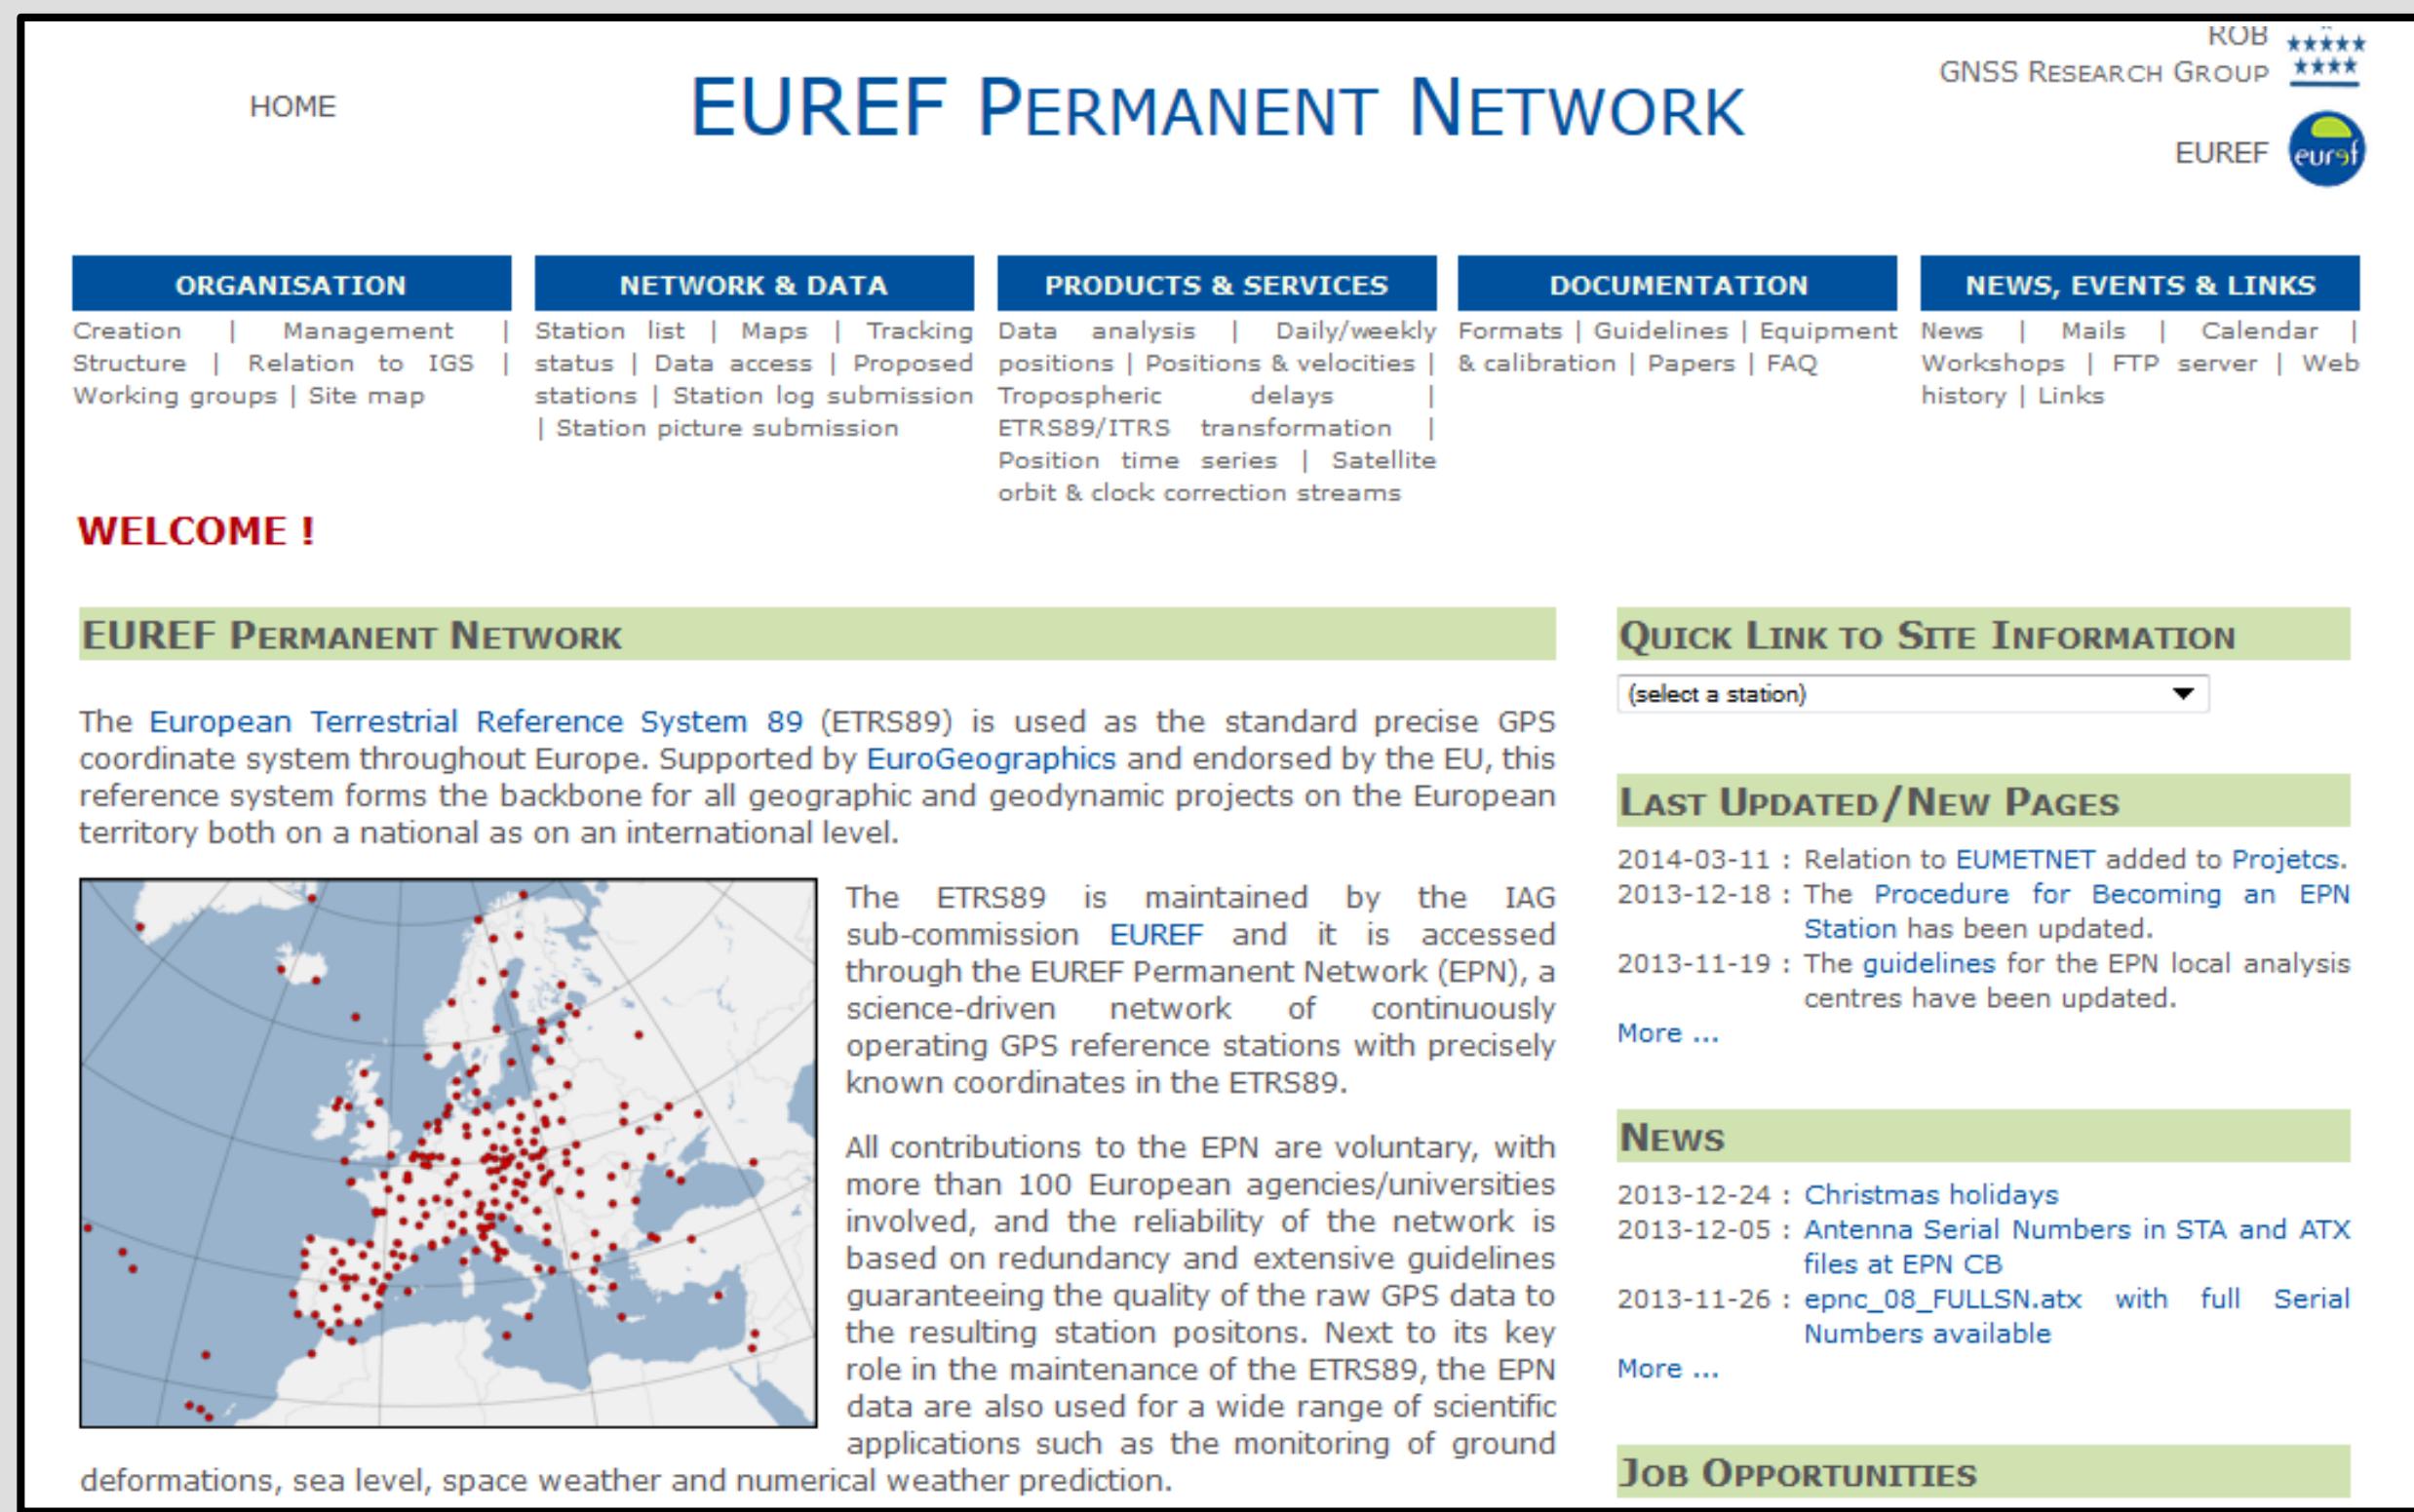 HOME
EUREF PERMANENT NETWORK
ROB
GNSS RESEARCH GROUP
EUREF
euref
ORGANISATION
Creation | Management |
Structure | Relation to IGS |
Working groups | Site map
NETWORK & DATA
Station list | Maps | Tracking
status | Data access | Proposed
stations | Station log submission
| Station picture submission
PRODUCTS & SERVICES
Data analysis | Daily/weekly
positions | Positions & velocities |
Tropospheric delays |
ETRS89/ITRS transformation |
Position time series | Satellite
orbit & clock correction streams
DOCUMENTATION
Formats | Guidelines | Equipment
& calibration | Papers | FAQ
NEWS, EVENTS & LINKS
News | Mails | Calendar |
Workshops | FTP server | Web
history | Links
WELCOME !
EUREF PERMANENT NETWORK
The European Terrestrial Reference System 89 (ETRS89) is used as the standard precise GPS
coordinate system throughout Europe. Supported by EuroGeographics and endorsed by the EU, this
reference system forms the backbone for all geographic and geodynamic projects on the European
territory both on a national as on an international level.
The ETRS89 is maintained by the IAG
sub-commission EUREF and it is accessed
through the EUREF Permanent Network (EPN), a
science-driven network of continuously
operating GPS reference stations with precisely
known coordinates in the ETRS89.
All contributions to the EPN are voluntary, with
more than 100 European agencies/universities
involved, and the reliability of the network is
based on redundancy and extensive guidelines
guaranteeing the quality of the raw GPS data to
the resulting station positons. Next to its key
role in the maintenance of the ETRS89, the EPN
data are also used for a wide range of scientific
applications such as the monitoring of ground
deformations, sea level, space weather and numerical weather prediction.
QUICK LINK TO SITE INFORMATION
(select a station)
LAST UPDATED/NEW PAGES
2014-03-11 : Relation to EUMETNET added to Projetcs.
2013-12-18 : The Procedure for Becoming an EPN
Station has been updated.
2013-11-19 : The guidelines for the EPN local analysis
centres have been updated.
More ...
NEWS
2013-12-24 : Christmas holidays
2013-12-05 : Antenna Serial Numbers in STA and ATX
files at EPN CB
2013-11-26 : epnc_08_FULLSN.atx with full Serial
Numbers available
More ...
JOB OPPORTUNITIES